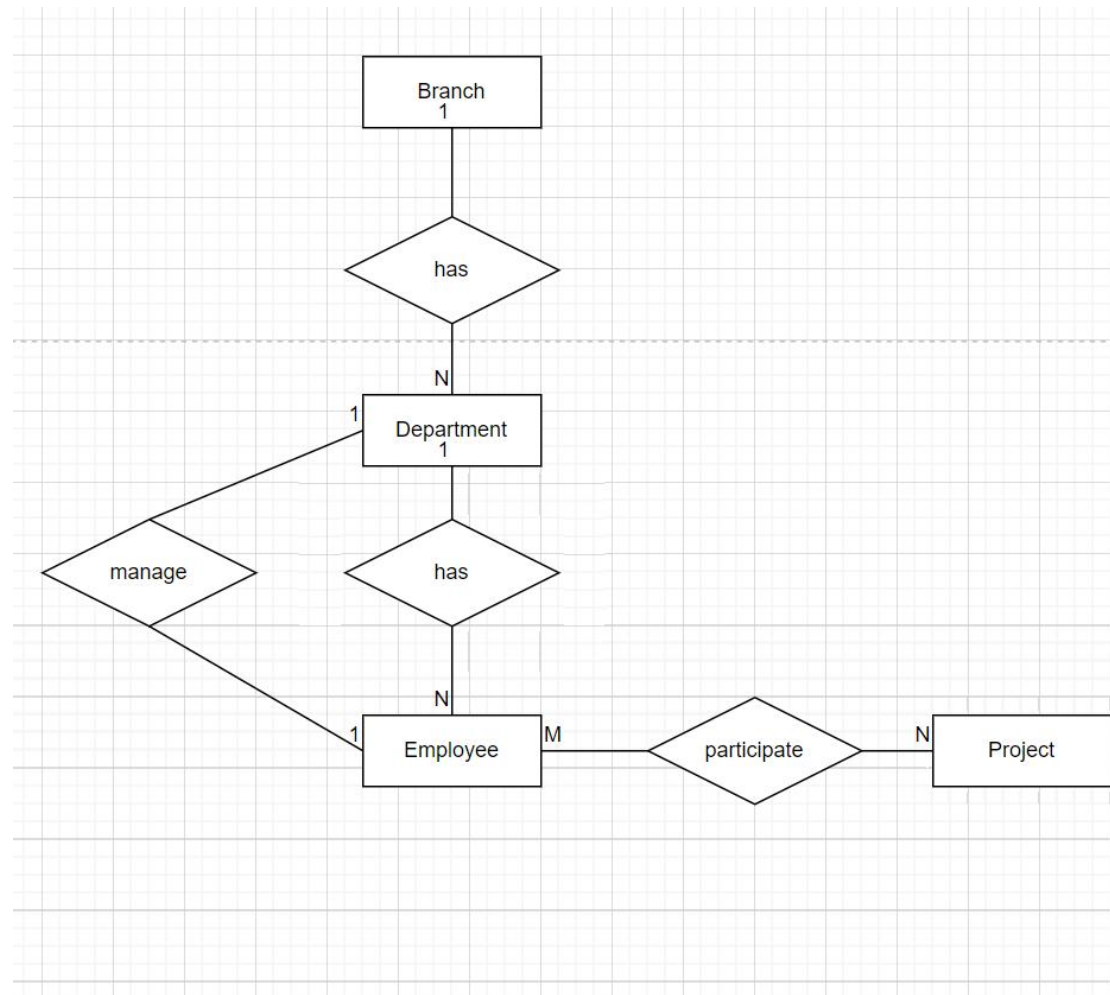 Branch
1
has
N
1
Department
1
manage
has
N
1
Employee
M
participate
N
Project